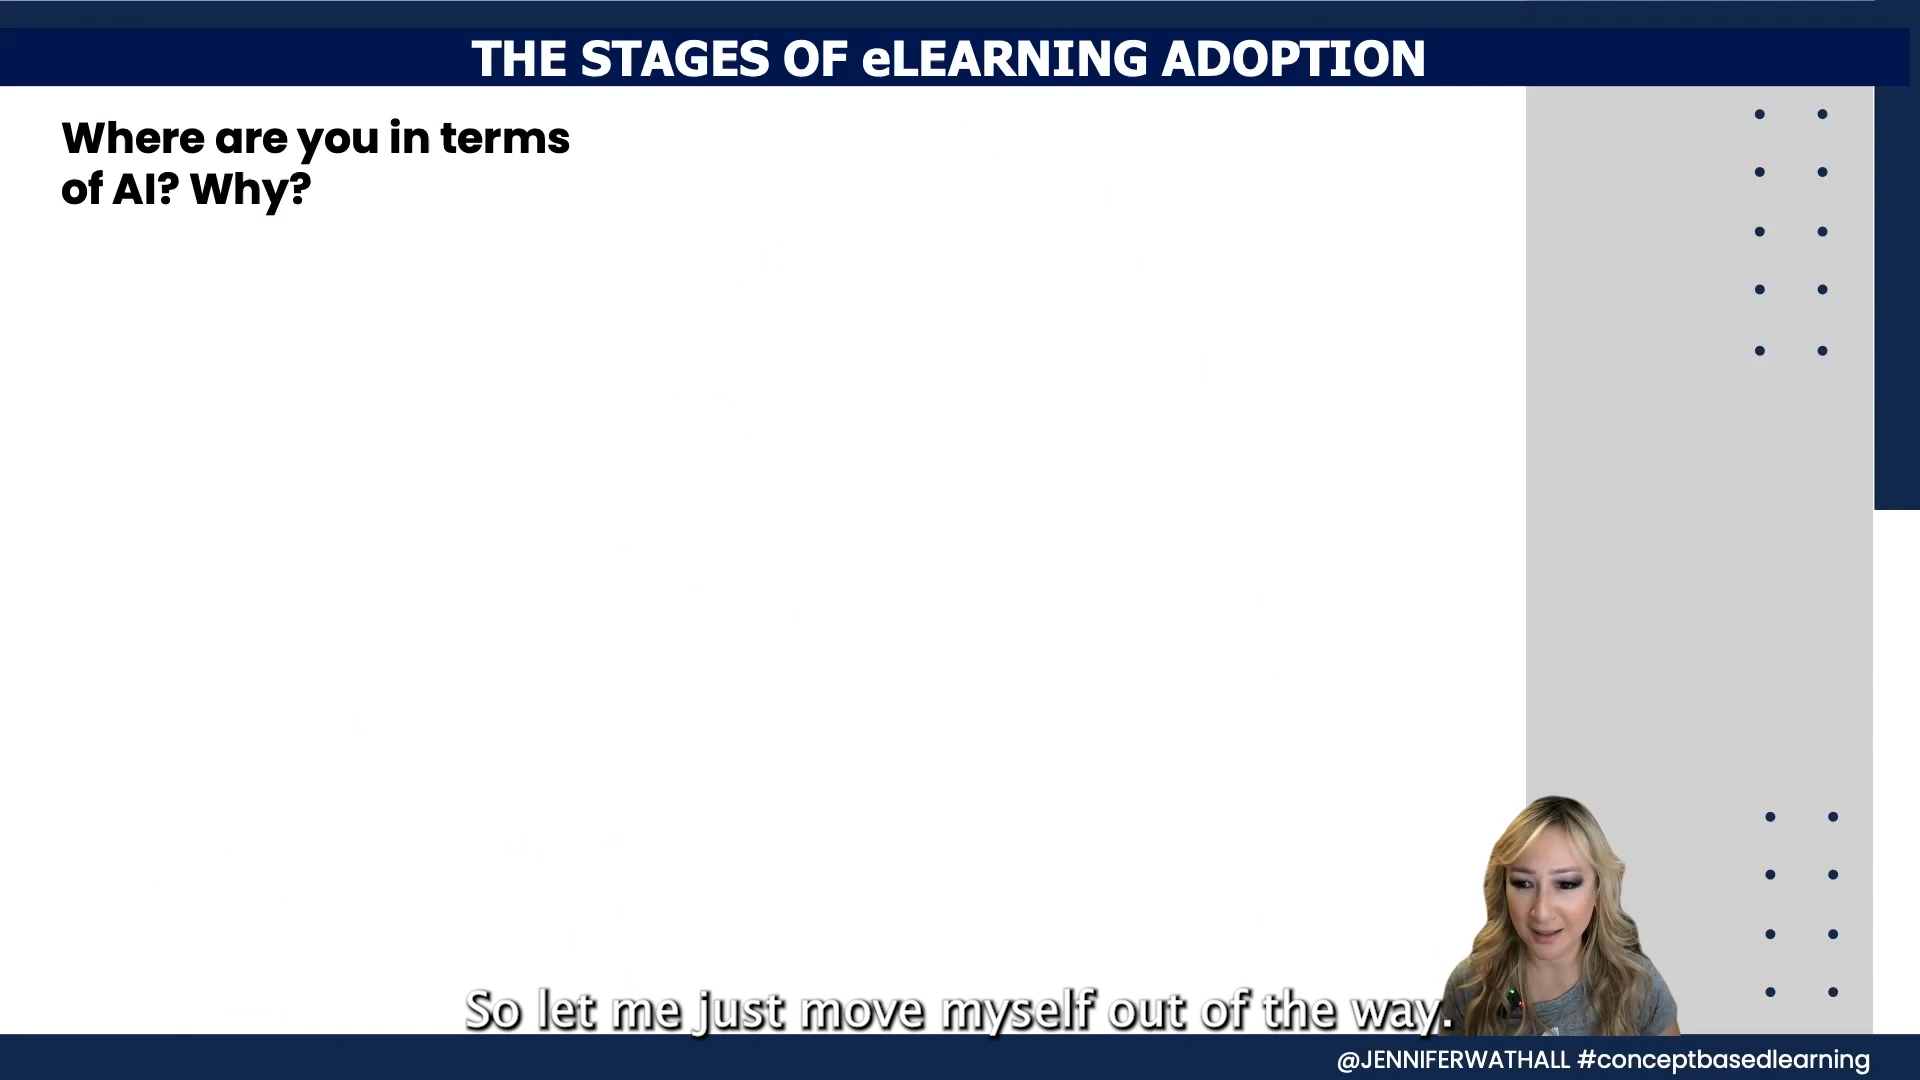 THE STAGES OF eLEARNING ADOPTION
Where are you in terms
of AI? Why?
So let me just move myself out of the way.
@JENNIFERWATHALL #conceptbasedlearning